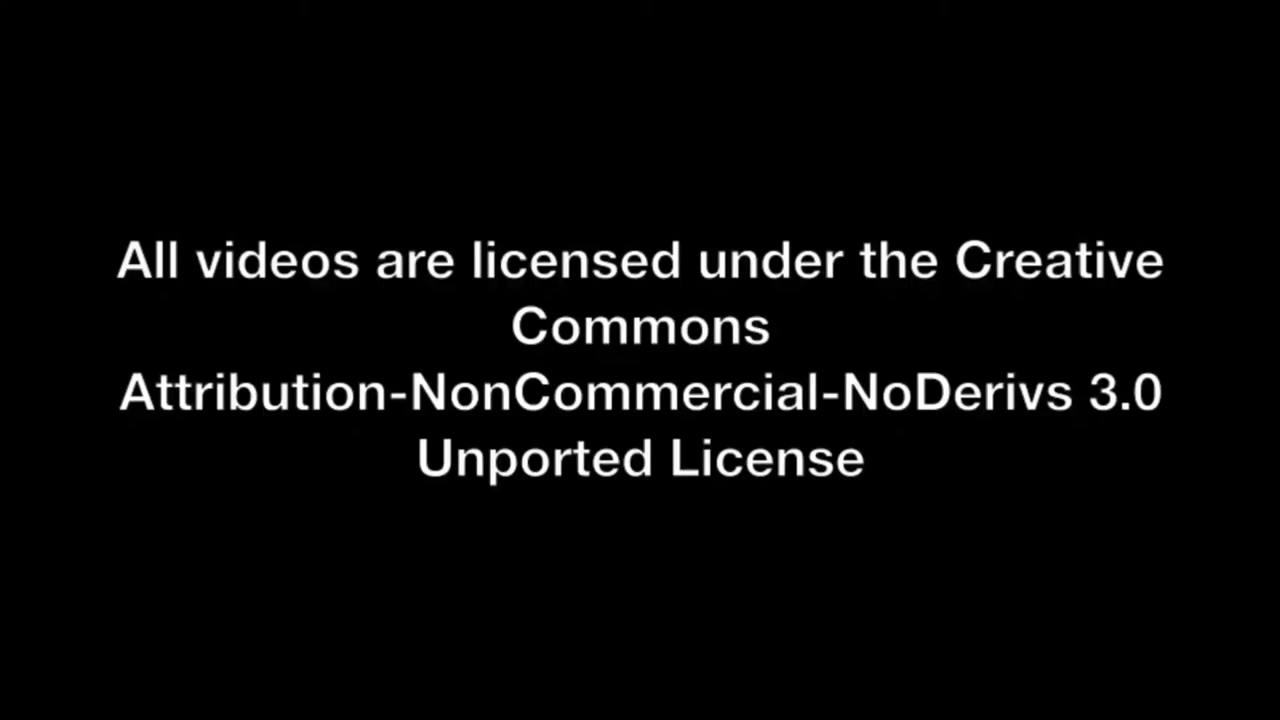 All videos are licensed under the Creative
Commons
Attribution-NonCommercial-NoDerivs 3.0
Unported License